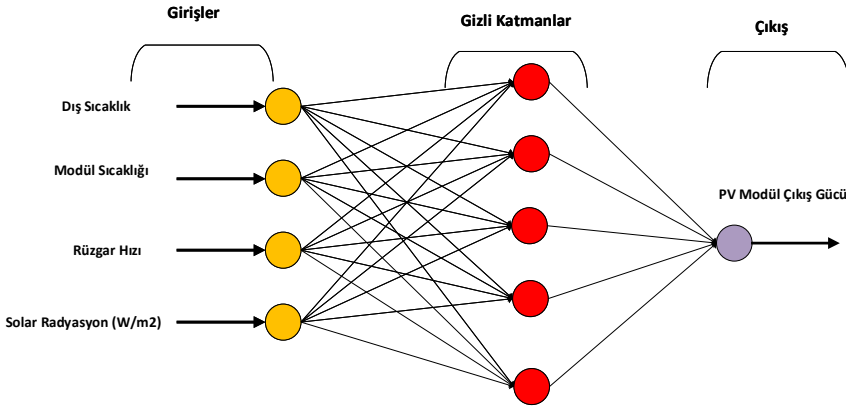 Girişler
Gizli Katmanlar
Çıkış
Dış Sıcaklık
Modül Sıcaklığı
Rüzgar Hızı
Solar Radyasyon (W/m2)
PV Modül Çıkış Gücü